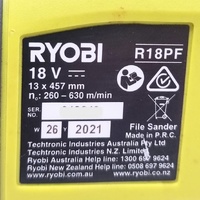 RYOBI R18PF
18 V
13 x 457 mm
n₀: 260 – 630 m/min
SER. NO.
W 26 Y 2021
File Sander
Made in P.R.C.
Techtronic Industries Australia Pty Ltd.
Techtronic Industries N.Z. Limited
Ryobi Australia Help line: 1300 967 9624
Ryobi New Zealand Help line: 0508 697 9624
www.ryobi.com.au
www.ryobi.co.nz